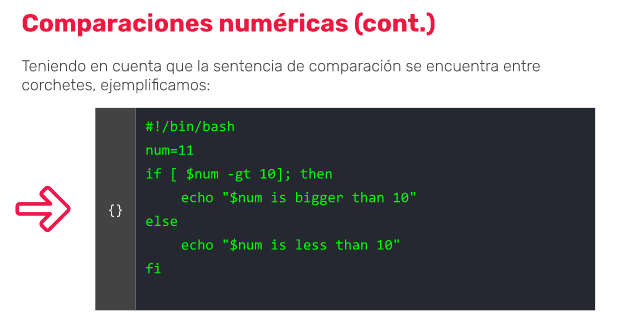 Comparaciones numéricas (cont.)
Teniendo en cuenta que la sentencia de comparación se encuentra entre
corchetes, ejemplificamos:
{}
#!/bin/bash
num=11
if [ $num -gt 10]; then
echo "$num is bigger than 10"
else
echo "$num is less than 10"
fi